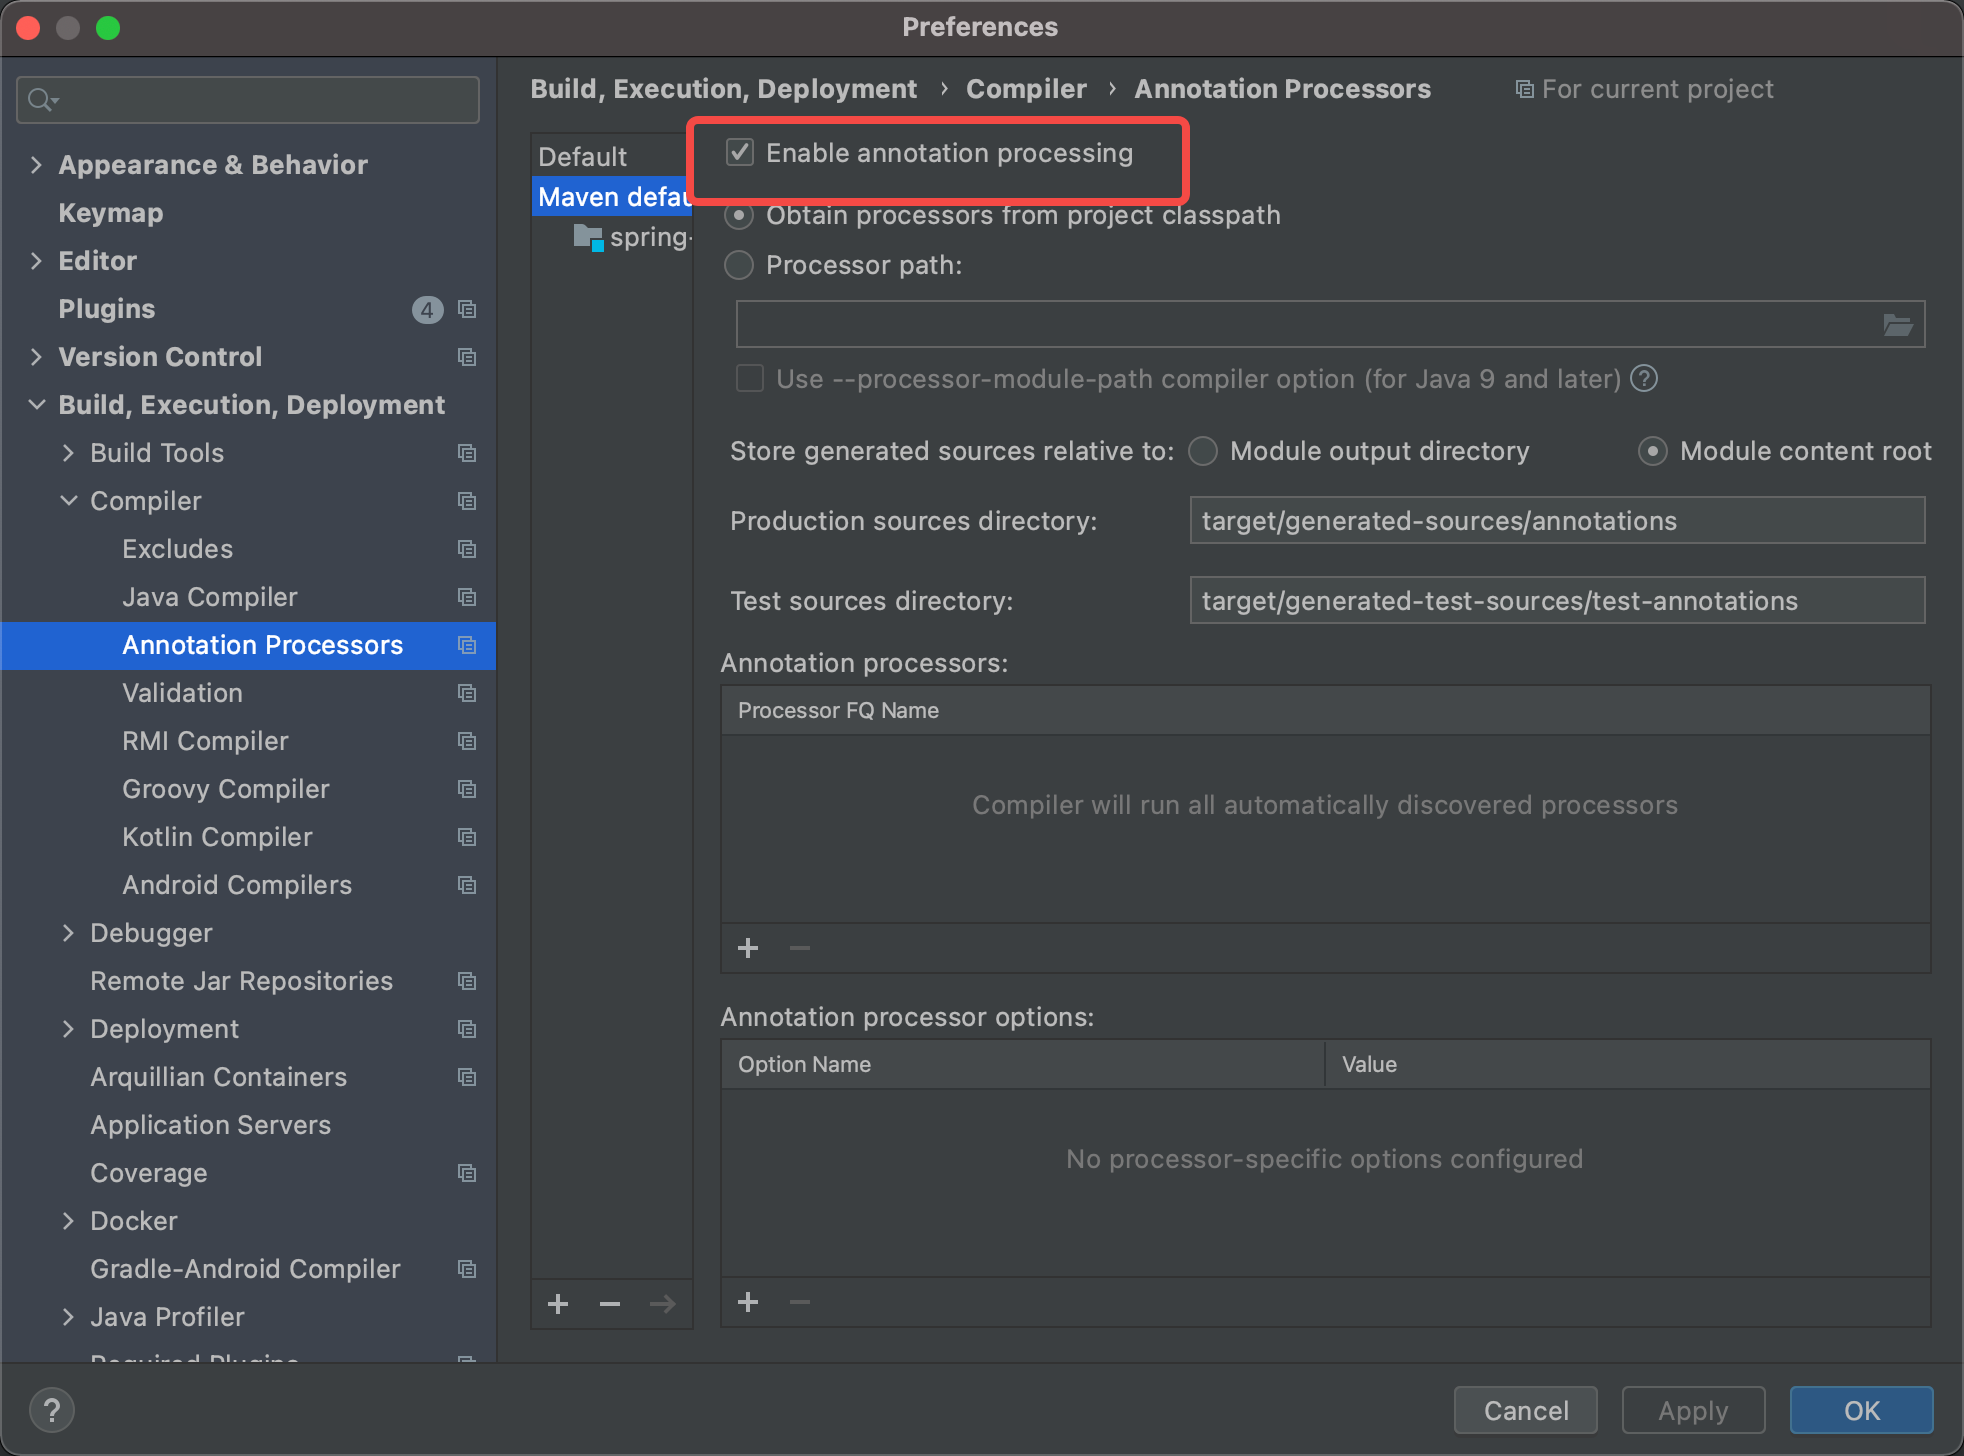 Preferences
Build, Execution, Deployment › Compiler › Annotation Processors For current project
Appearance & Behavior
Keymap
Editor
Plugins 4
Version Control
Build, Execution, Deployment
Build Tools
Compiler
Excludes
Java Compiler
Annotation Processors
Validation
RMI Compiler
Groovy Compiler
Kotlin Compiler
Android Compilers
Debugger
Remote Jar Repositories
Deployment
Arquillian Containers
Application Servers
Coverage
Docker
Gradle-Android Compiler
Java Profiler
Required Plugins
Default
Maven defau
spring-
Enable annotation processing
Obtain processors from project classpath
Processor path:
Use --processor-module-path compiler option (for Java 9 and later) ?
Store generated sources relative to: Module output directory Module content root
Production sources directory: target/generated-sources/annotations
Test sources directory: target/generated-test-sources/test-annotations
Annotation processors:
Processor FQ Name
Compiler will run all automatically discovered processors
Annotation processor options:
Option Name Value
No processor-specific options configured
? Cancel Apply OK